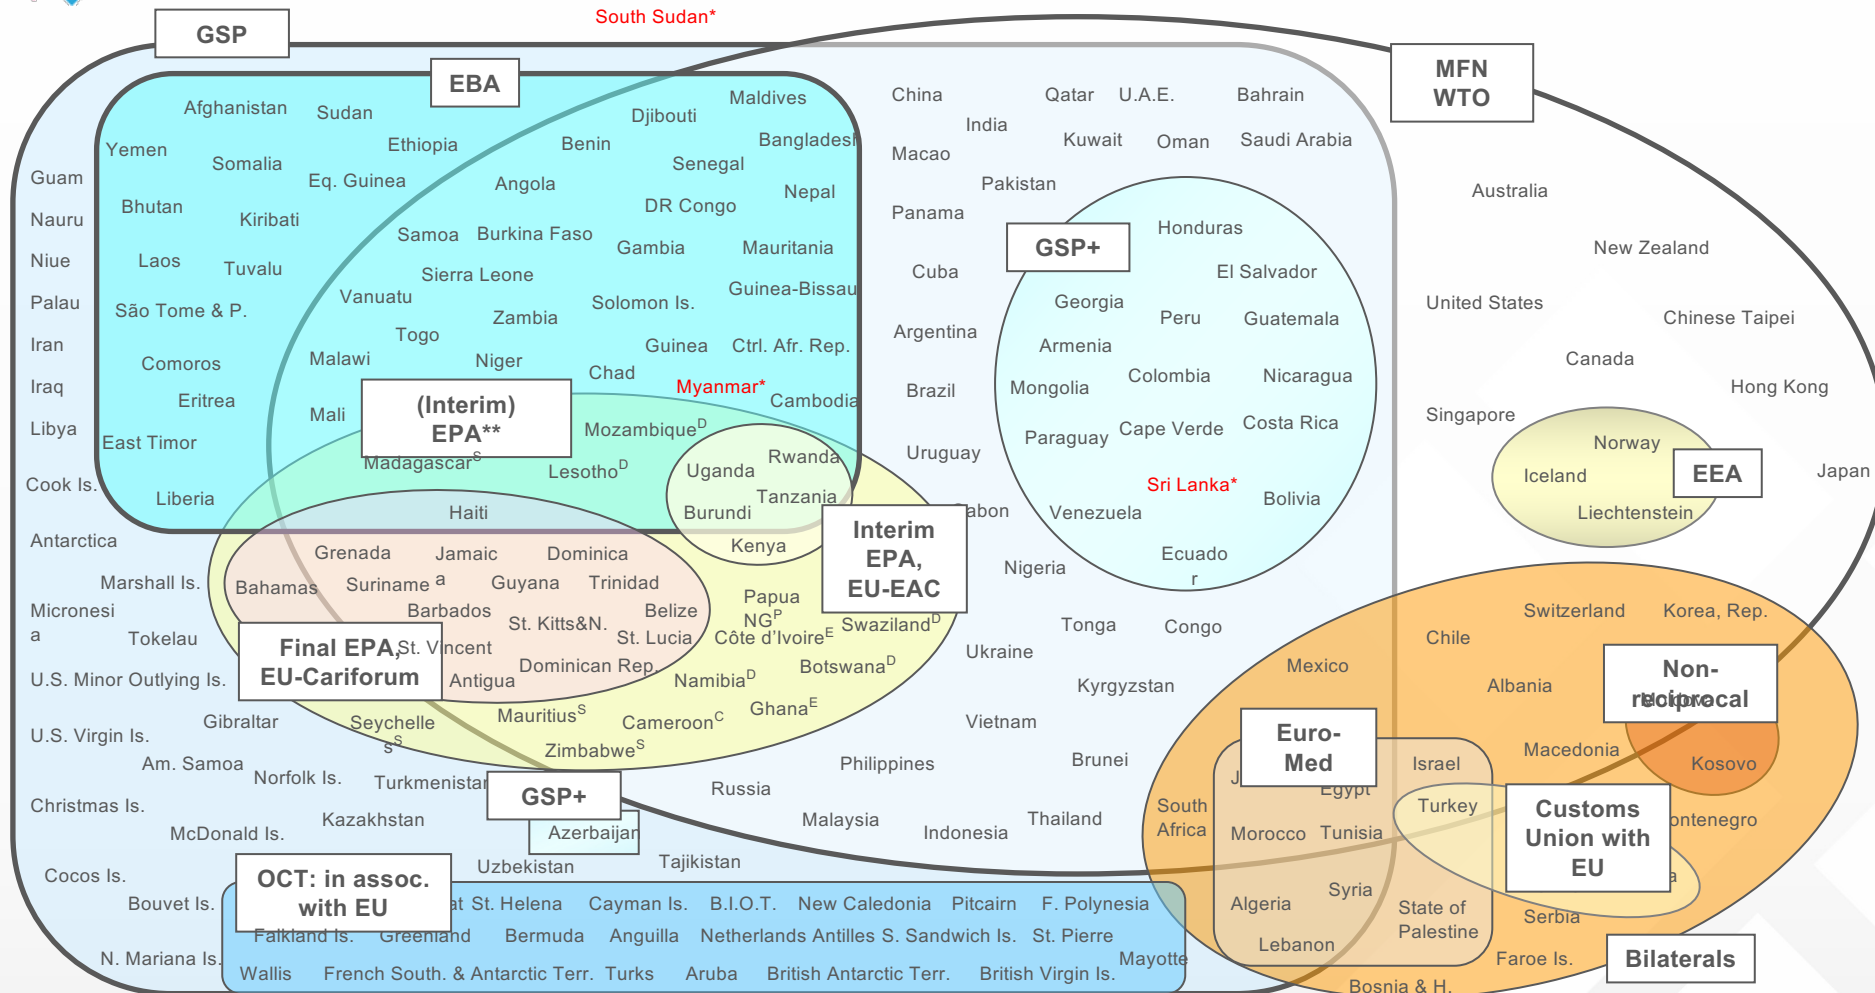 South Sudan*
GSP
EBA
MFN
WTO
Afghanistan
Sudan
Djibouti
Maldives
China
Qatar
U.A.E.
Bahrain
Yemen
Ethiopia
Benin
Bangladesh
India
Kuwait
Oman
Saudi Arabia
Somalia
Senegal
Macao
Guam
Eq. Guinea
Angola
Nepal
Pakistan
Australia
Bhutan
Kiribati
DR Congo
Panama
Nauru
Samoa
Burkina Faso
Gambia
Mauritania
GSP+
Honduras
New Zealand
Niue
Laos
Tuvalu
Sierra Leone
Cuba
El Salvador
Palau
São Tome & P.
Vanuatu
Solomon Is.
Guinea-Bissau
Georgia
United States
Zambia
Peru
Guatemala
Chinese Taipei
Iran
Togo
Guinea
Ctrl. Afr. Rep.
Argentina
Armenia
Comoros
Malawi
Niger
Canada
Iraq
Chad
Myanmar*
Brazil
Mongolia
Colombia
Nicaragua
Hong Kong
Eritrea
Mali
(Interim)
EPA**
Cambodia
Singapore
Libya
East Timor
Mozambique D
Paraguay
Cape Verde
Costa Rica
Norway
Madagascar S
Lesotho D
Uganda
Rwanda
Uruguay
Iceland
EEA
Japan
Cook Is.
Liberia
Tanzania
Sri Lanka*
Bolivia
Haiti
Burundi
Venezuela
Liechtenstein
Antarctica
Kenya
Interim
EPA,
EU-EAC
Grenada
Jamaic
a
Dominica
Ecuado
r
Marshall Is.
Bahamas
Suriname
Guyana
Trinidad
Nigeria
Micronesi
a
Barbados
Belize
Papua
NG P
Switzerland
Korea, Rep.
Tokelau
St. Kitts&N.
St. Lucia
Côte d'Ivoire E
Swaziland D
Tonga
Congo
Chile
Final EPA,
EU-Cariforum
St. Vincent
Ukraine
U.S. Minor Outlying Is.
Antigua
Dominican Rep.
Namibia D
Botswana D
Kyrgyzstan
Mexico
Albania
Non-
reciprocal
Gibraltar
Seychelle
s S
Mauritius S
Cameroon C
Ghana E
Vietnam
U.S. Virgin Is.
Zimbabwe S
Euro-
Med
Macedonia
Am. Samoa
Norfolk Is.
Turkmenistan
Philippines
Brunei
Israel
Kosovo
GSP+
Russia
Egypt
Christmas Is.
McDonald Is.
Kazakhstan
Azerbaijan
Malaysia
Indonesia
Thailand
South
Africa
Morocco
Tunisia
Turkey
Customs
Union with
EU
Cocos Is.
Uzbekistan
Tajikistan
OCT: in assoc.
with EU
Syria
Bouvet Is.
St. Helena
Cayman Is.
B.I.O.T.
New Caledonia
Pitcairn
F. Polynesia
Algeria
State of
Palestine
Serbia
Falkland Is.
Greenland
Bermuda
Anguilla
Netherlands Antilles
S. Sandwich Is.
St. Pierre
Lebanon
N. Mariana Is.
Mayotte
Faroe Is.
Bilaterals
Wallis
French South. & Antarctic Terr.
Turks
Aruba
British Antarctic Terr.
British Virgin Is.
Bosnia & H.